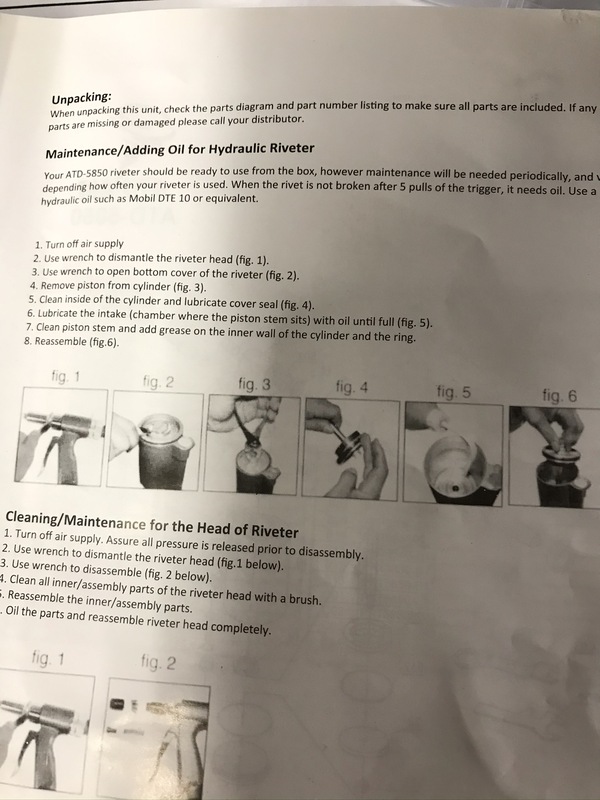 Unpacking:
When unpacking this unit, check the parts diagram and part number listing to make sure all parts are included. If any
parts are missing or damaged please call your distributor.
Maintenance/Adding Oil for Hydraulic Riveter
Your ATD-5850 riveter should be ready to use from the box, however maintenance will be needed periodically, and
depending how often your riveter is used. When the rivet is not broken after 5 pulls of the trigger, it needs oil. Use a
hydraulic oil such as Mobil DTE 10 or equivalent.
1. Turn off air supply
2. Use wrench to dismantle the riveter head (fig. 1).
3. Use wrench to open bottom cover of the riveter (fig. 2).
4. Remove piston from cylinder (fig. 3).
5. Clean inside of the cylinder and lubricate cover seal (fig. 4).
6. Lubricate the intake (chamber where the piston stem sits) with oil until full (fig. 5).
7. Clean piston stem and add grease on the inner wall of the cylinder and the ring.
8. Reassemble (fig.6).
fig. 1 fig. 2 fig. 3 fig. 4 fig. 5 fig. 6
Cleaning/Maintenance for the Head of Riveter
1. Turn off air supply. Assure all pressure is released prior to disassembly.
2. Use wrench to dismantle the riveter head (fig.1 below).
3. Use wrench to disassemble (fig. 2 below).
4. Clean all inner/assembly parts of the riveter head with a brush.
. Reassemble the inner/assembly parts.
. Oil the parts and reassemble riveter head completely.
fig. 1 fig. 2